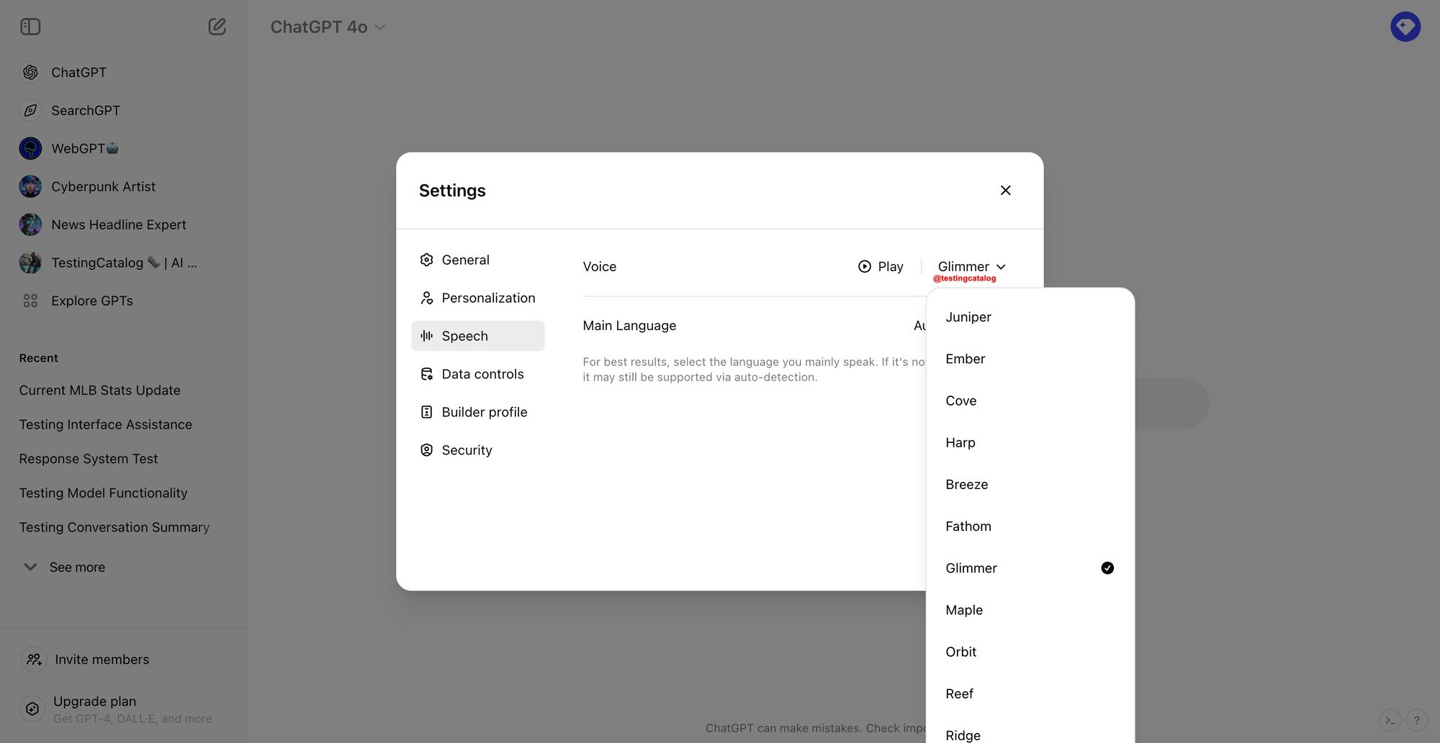 ChatGPT 4o
ChatGPT
SearchGPT
WebGPT🤖
Cyberpunk Artist
News Headline Expert
TestingCatalog 🗞 | AI ...
Explore GPTs
Recent
Current MLB Stats Update
Testing Interface Assistance
Response System Test
Testing Model Functionality
Testing Conversation Summary
See more
Invite members
Upgrade plan
Get GPT-4, DALL·E, and more
Settings
General
Personalization
Speech
Data controls
Builder profile
Security
Voice
Play
Glimmer
@testingcatalog
Main Language
For best results, select the language you mainly speak. If it's
it may still be supported via auto-detection.
Juniper
Ember
Cove
Harp
Breeze
Fathom
Glimmer
Maple
Orbit
Reef
Ridge
ChatGPT can make mistakes. Check
?